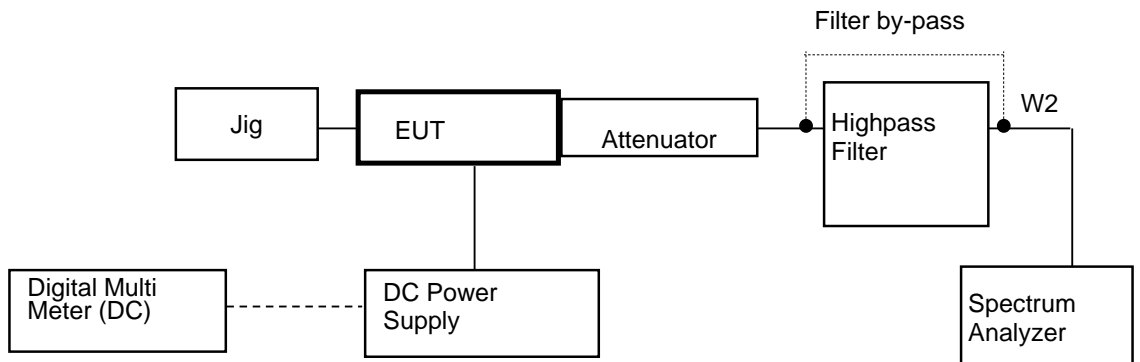 Filter by-pass
W2
Jig
EUT
Attenuator
Highpass
Filter
Digital Multi
Meter (DC)
DC Power
Supply
Spectrum
Analyzer